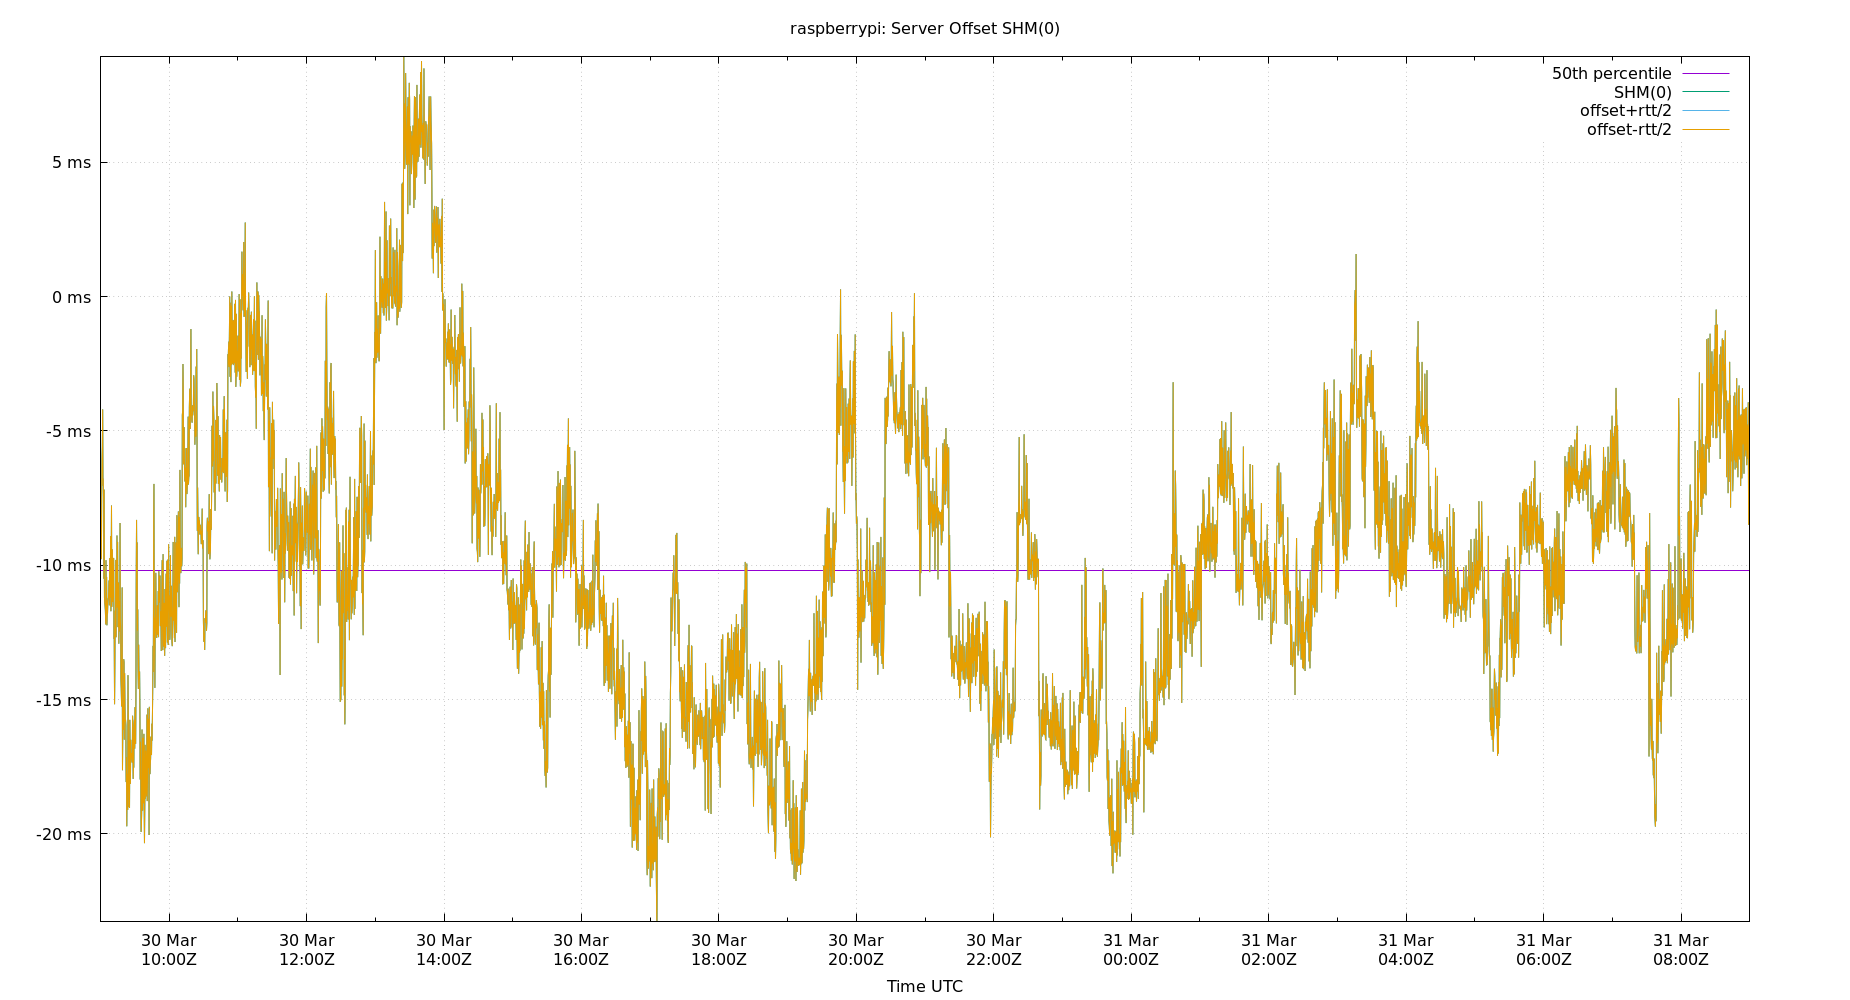 raspberrypi: Server Offset SHM(0)
50th percentile
SHM(0)
offset+rtt/2
offset-rtt/2
5 ms
0 ms
-5 ms
-10 ms
-15 ms
-20 ms
30 Mar 30 Mar 30 Mar 30 Mar 30 Mar 30 Mar 30 Mar 31 Mar 31 Mar 31 Mar 31 Mar 31 Mar
10:00Z 12:00Z 14:00Z 16:00Z 18:00Z 20:00Z 22:00Z 00:00Z 02:00Z 04:00Z 06:00Z 08:00Z
Time UTC